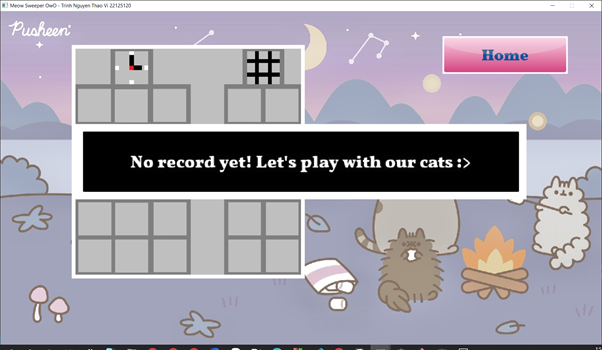 Meow Sweeper OwO - Trinh Nguyen Thao Vi 22125120
Pusheen
Home
No record yet! Let's play with our cats :>